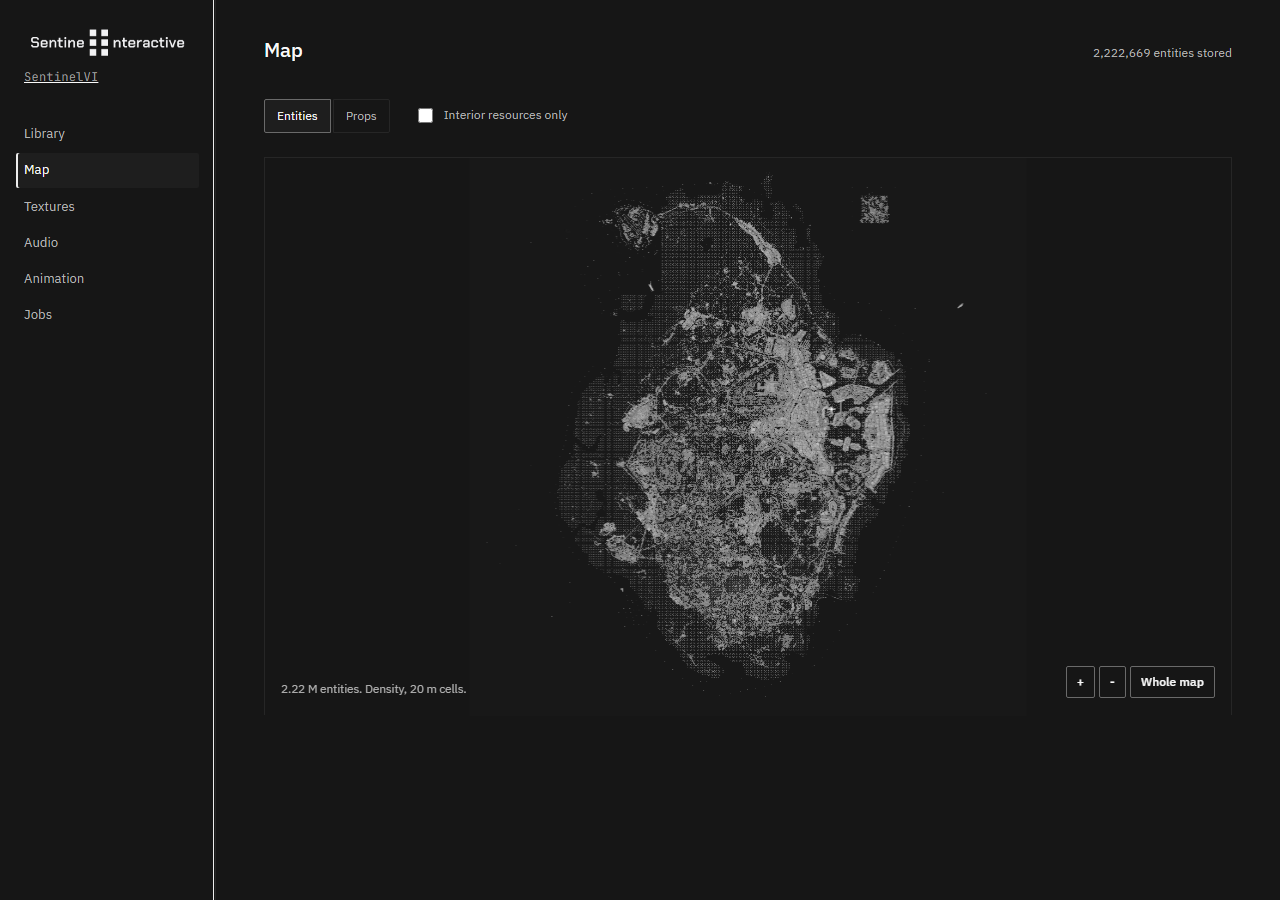 Sentine nteractive
SentinelVI
Library
Map
Textures
Audio
Animation
Jobs
Map
2,222,669 entities stored
Entities
Props
Interior resources only
2.22 M entities. Density, 20 m cells.
+
-
Whole map